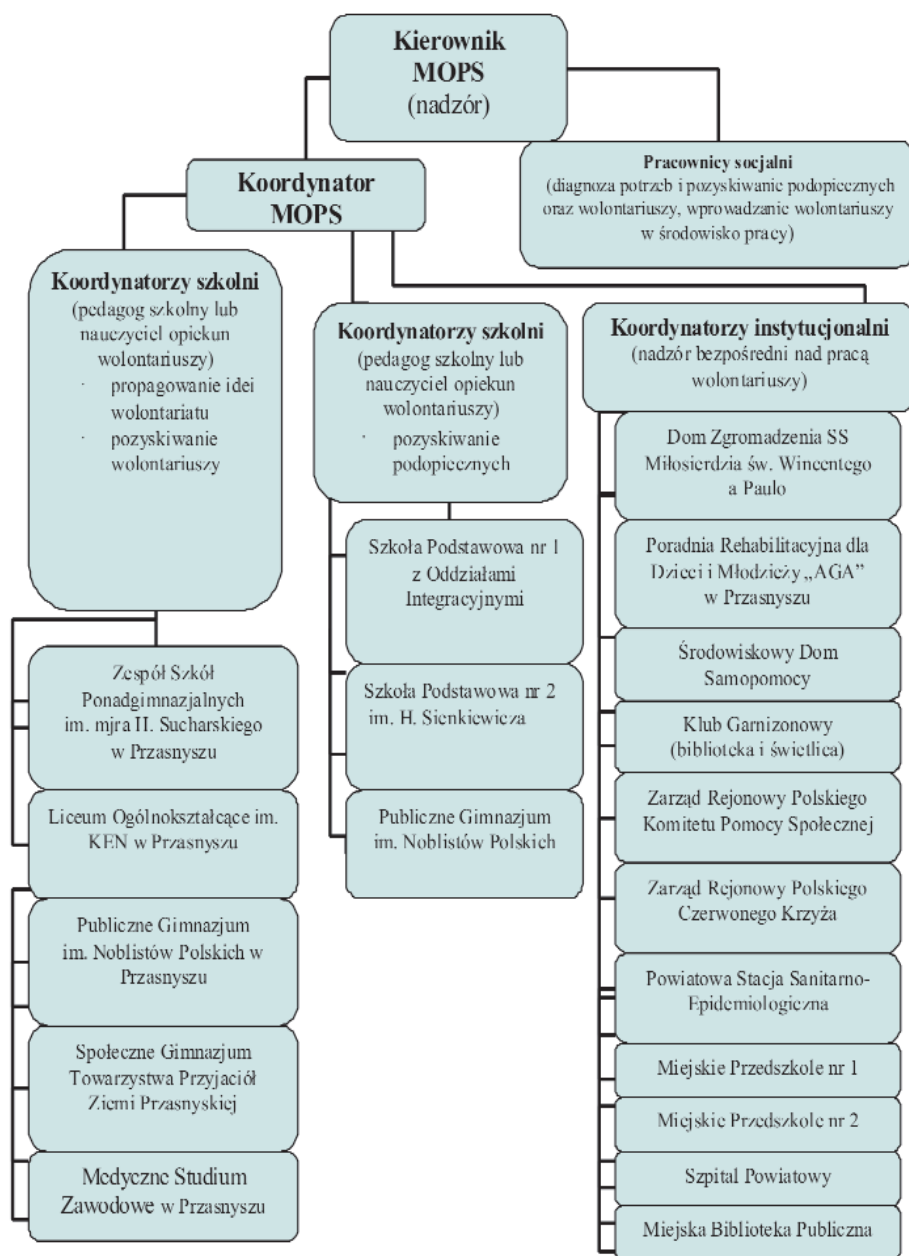 Kierownik
MOPS
(nadzór)
Pracownicy socjalni
(diagnoza potrzeb i pozyskiwanie podopiecznych
oraz wolontariuszy, wprowadzanie wolontariuszy
w środowisko pracy)
Koordynator
MOPS
Koordynatorzy szkolni
(pedagog szkolny lub
nauczyciel opiekun
wolontariuszy)
· propagowanie idei
wolontariatu
· pozyskiwanie
wolontariuszy
Zespół Szkół
Ponadgimnazjalnych
im. mjra II. Sucharskiego
w Przasnyszu
Liceum Ogólnokształcące im.
KEN w Przasnyszu
Publiczne Gimnazjum
im. Noblistów Polskich w
Przasnyszu
Społeczne Gimnazjum
Towarzystwa Przyjaciół
Ziemi Przasnyskiej
Medyczne Studium
Zawodowe w Przasnyszu
Koordynatorzy szkolni
(pedagog szkolny lub
nauczyciel opiekun
wolontariuszy)
· pozyskiwanie
podopiecznych
Szkoła Podstawowa nr 1
z Oddziałami
Integracyjnymi
Szkoła Podstawowa nr 2
im. H. Sienkiewicza
Publiczne Gimnazjum
im. Noblistów Polskich
Koordynatorzy instytucjonalni
(nadzór bezpośredni nad pracą
wolontariuszy)
Dom Zgromadzenia SS
Miłosierdzia św. Wincentego
a Paulo
Poradnia Rehabilitacyjna dla
Dzieci i Młodzieży „AGA”
w Przasnyszu
Środowiskowy Dom
Samopomocy
Klub Garnizonowy
(biblioteka i świetlica)
Zarząd Rejonowy Polskiego
Komitetu Pomocy Społecznej
Zarząd Rejonowy Polskiego
Czerwonego Krzyża
Powiatowa Stacja Sanitarno-
Epidemiologiczna
Miejskie Przedszkole nr 1
Miejskie Przedszkole nr 2
Szpital Powiatowy
Miejska Biblioteka Publiczna